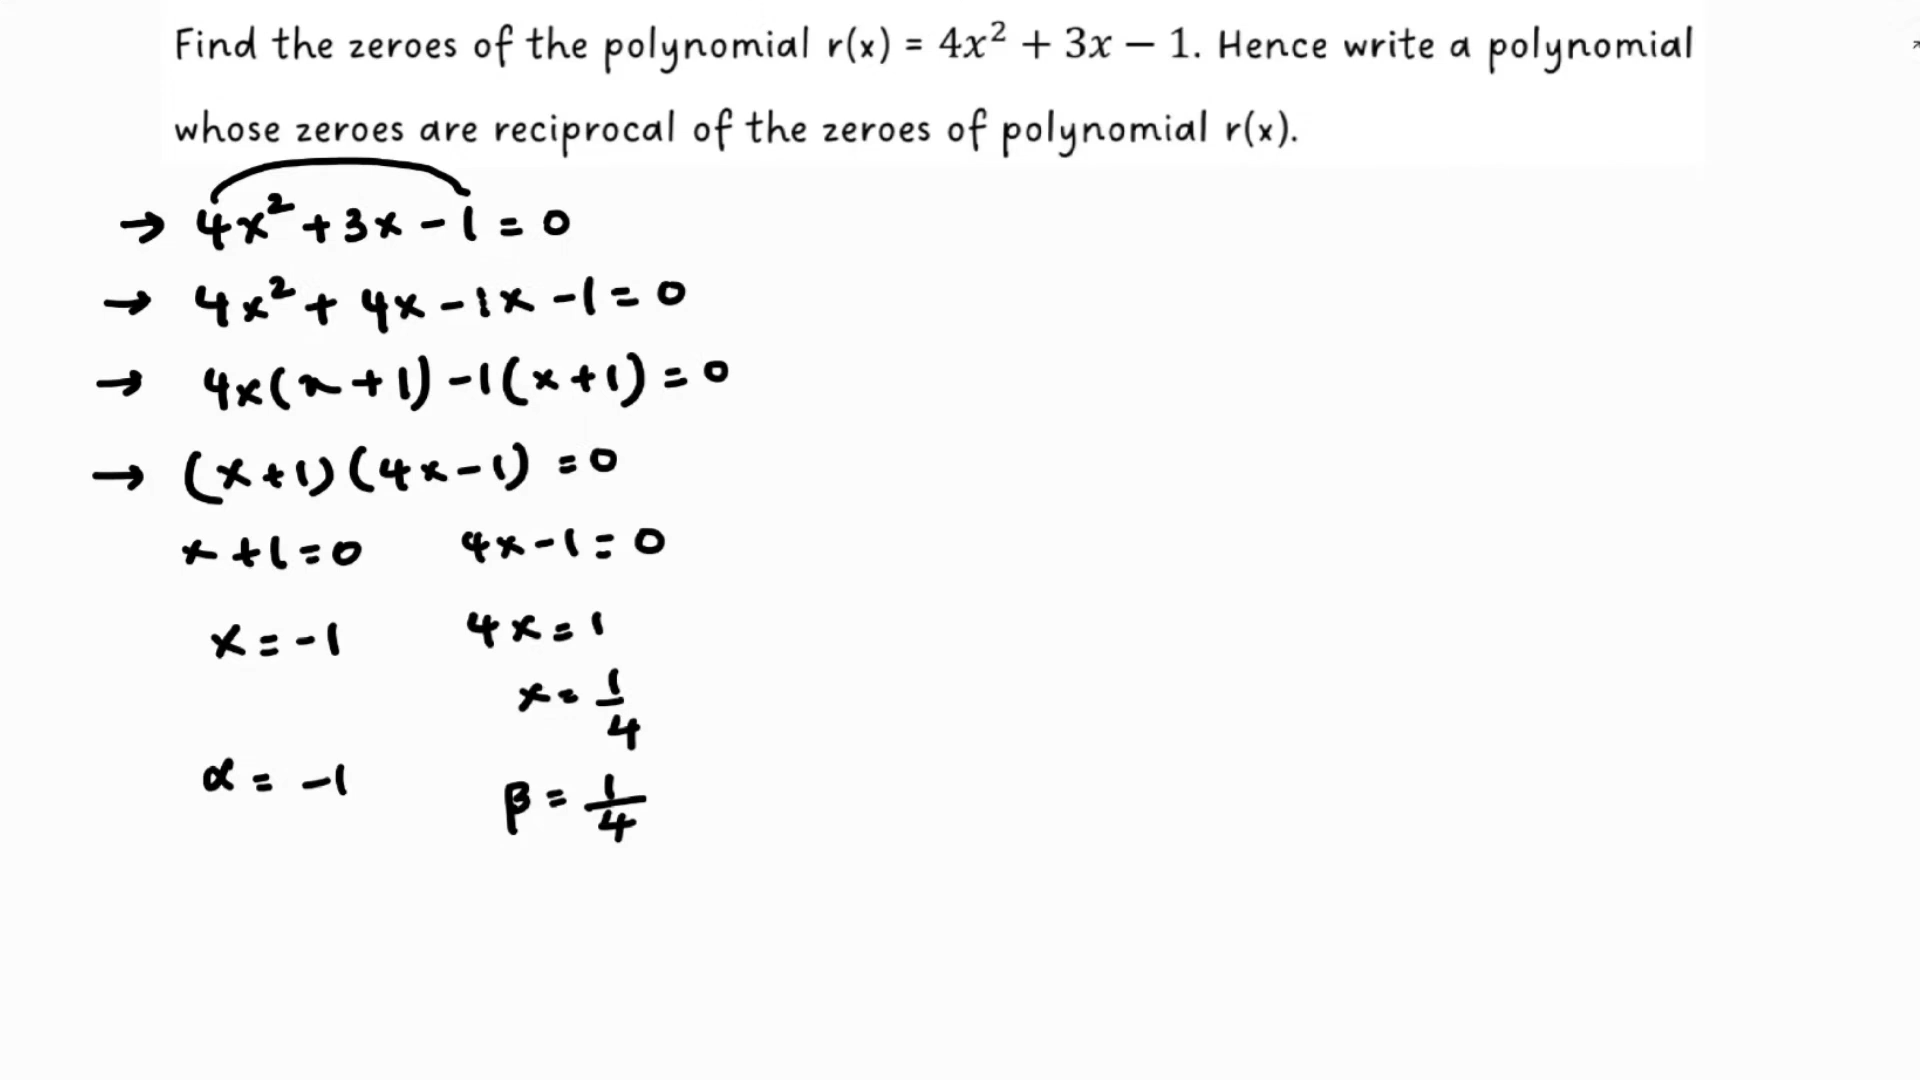 Find the zeroes of the polynomial r(x) = 4x² + 3x − 1. Hence write a polynomial
whose zeroes are reciprocal of the zeroes of polynomial r(x).
→ 4x² + 3x − 1 = 0
→ 4x² + 4x − 1x − 1 = 0
→ 4x(x + 1) − 1(x + 1) = 0
→ (x + 1)(4x − 1) = 0
x + 1 = 0 4x − 1 = 0
x = −1 4x = 1
x = 1/4
α = −1 β = 1/4